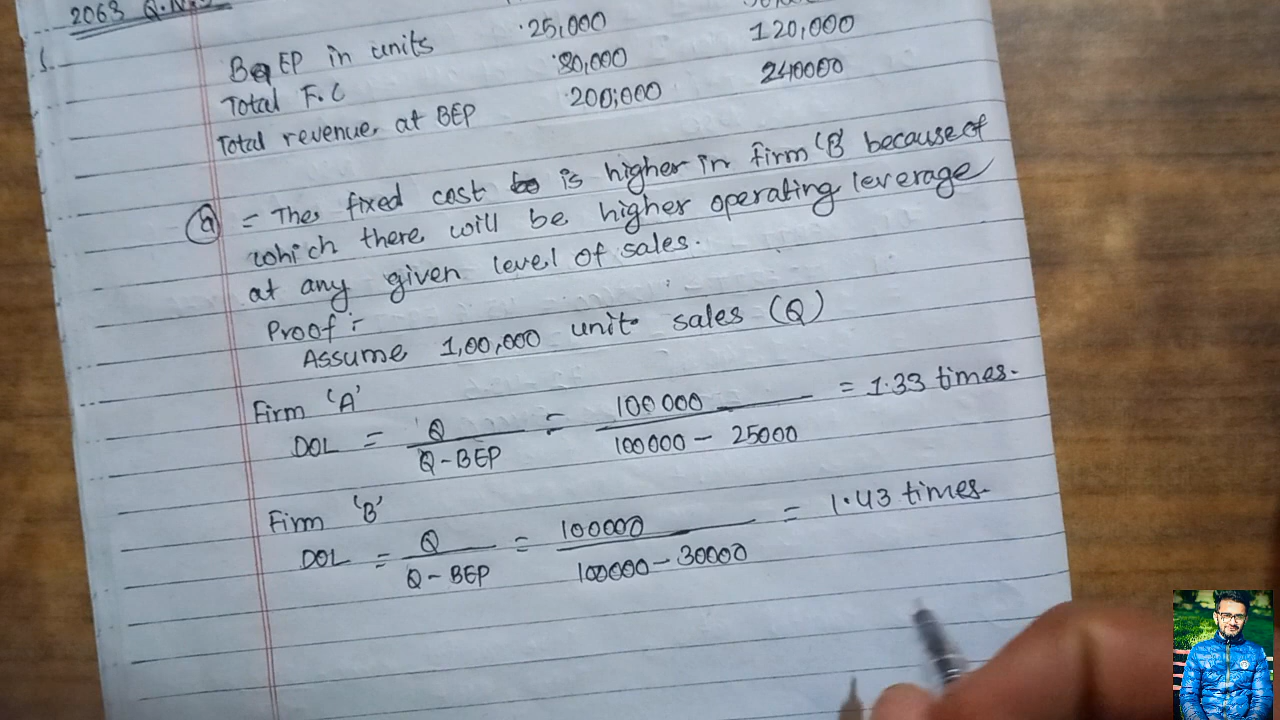 2063 Q.N.
1.
BEP in units 25,000
Total F.C 80,000 120,000
Total revenue at BEP 200,000 240000
(a) = The fixed cost is higher in firm 'B' because of
which there will be higher operating leverage
at any given level of sales.
Proof :-
Assume 1,00,000 unit sales (Q)
Firm 'A'
DOL = Q / Q - BEP = 100000 / 100000 - 25000 = 1.33 times.
Firm 'B'
DOL = Q / Q - BEP = 100000 / 100000 - 30000 = 1.43 times.